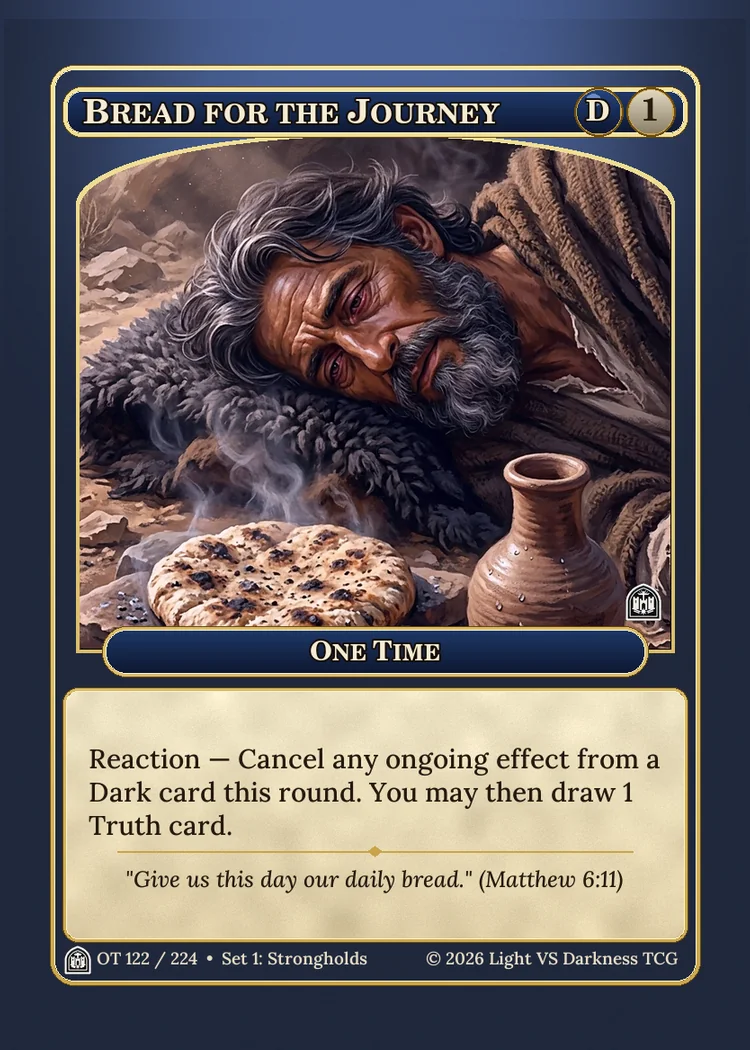 Bread for the Journey D 1
One Time
Reaction — Cancel any ongoing effect from a
Dark card this round. You may then draw 1
Truth card.
"Give us this day our daily bread." (Matthew 6:11)
OT 122 / 224 • Set 1: Strongholds © 2026 Light VS Darkness TCG